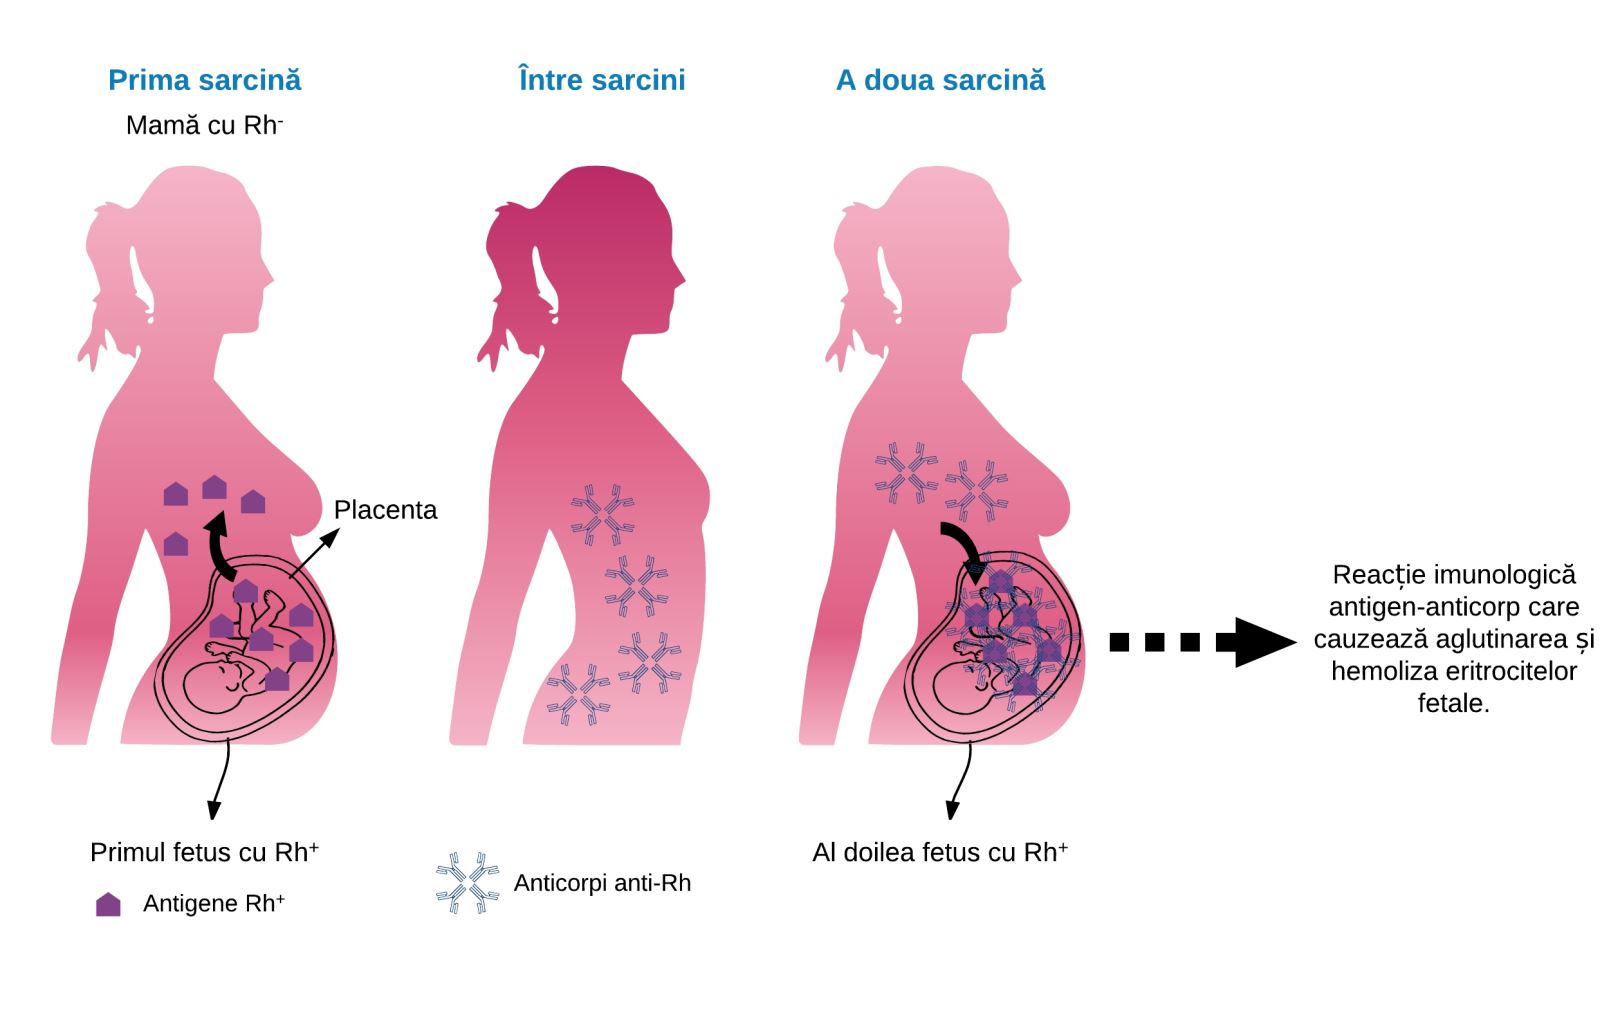 Prima sarcină
Între sarcini
A doua sarcină
Mamă cu Rh⁻
Placenta
Reacție imunologică
antigen-anticorp care
cauzează aglutinarea și
hemoliza eritrocitelor
fetale.
Primul fetus cu Rh⁺
Al doilea fetus cu Rh⁺
Antigene Rh⁺
Anticorpi anti-Rh